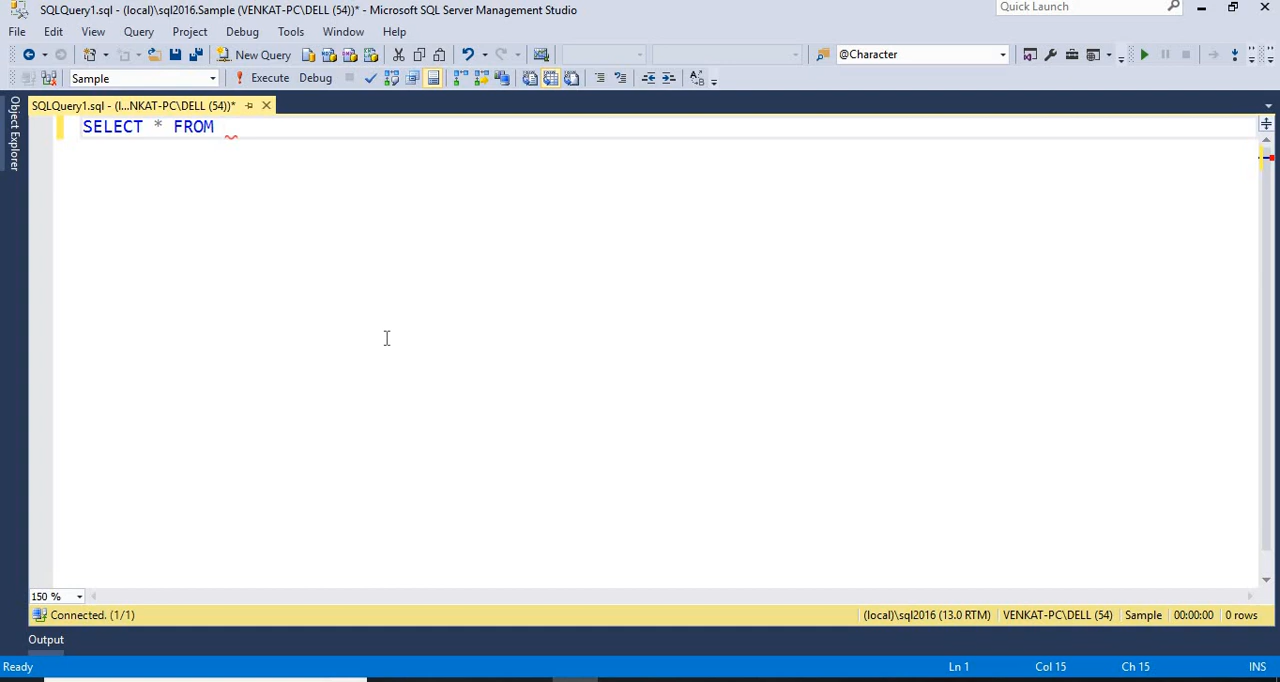 SQLQuery1.sql - (local)\sql2016.Sample (VENKAT-PC\DELL (54))* - Microsoft SQL Server Management Studio
Quick Launch
File Edit View Query Project Debug Tools Window Help
New Query @Character
Sample Execute Debug
SQLQuery1.sql - (l...NKAT-PC\DELL (54))*
Object Explorer
SELECT * FROM
150 %
Connected. (1/1) (local)\sql2016 (13.0 RTM) VENKAT-PC\DELL (54) Sample 00:00:00 0 rows
Output
Ready Ln 1 Col 15 Ch 15 INS